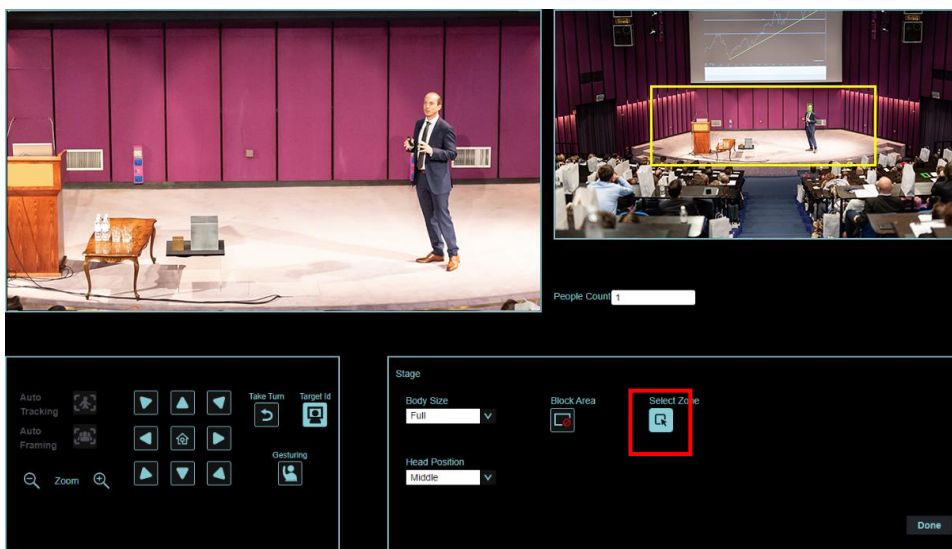 People Count 1
Auto Tracking
Auto Framing
Zoom
Take Turn
Target Id
Gesturing
Stage
Body Size
Full
Block Area
Select Zone
Head Position
Middle
Done